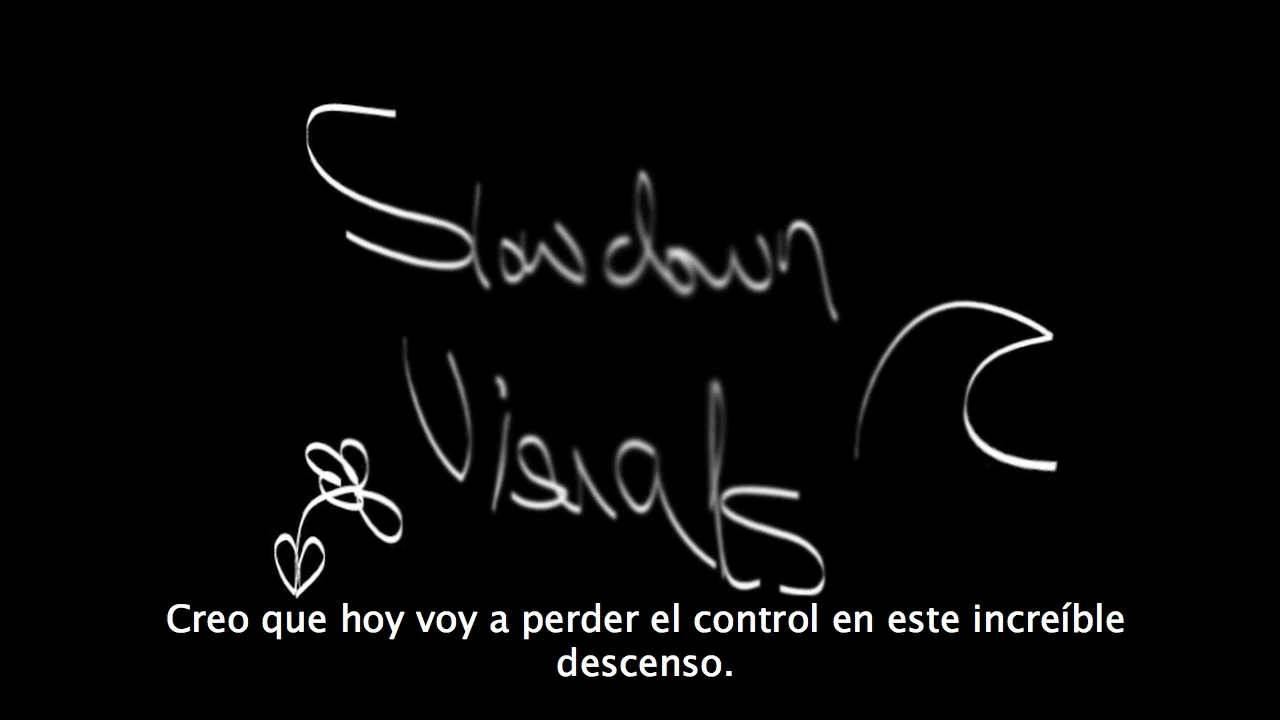 Slowdown
Visuals
Creo que hoy voy a perder el control en este increíble
descenso.